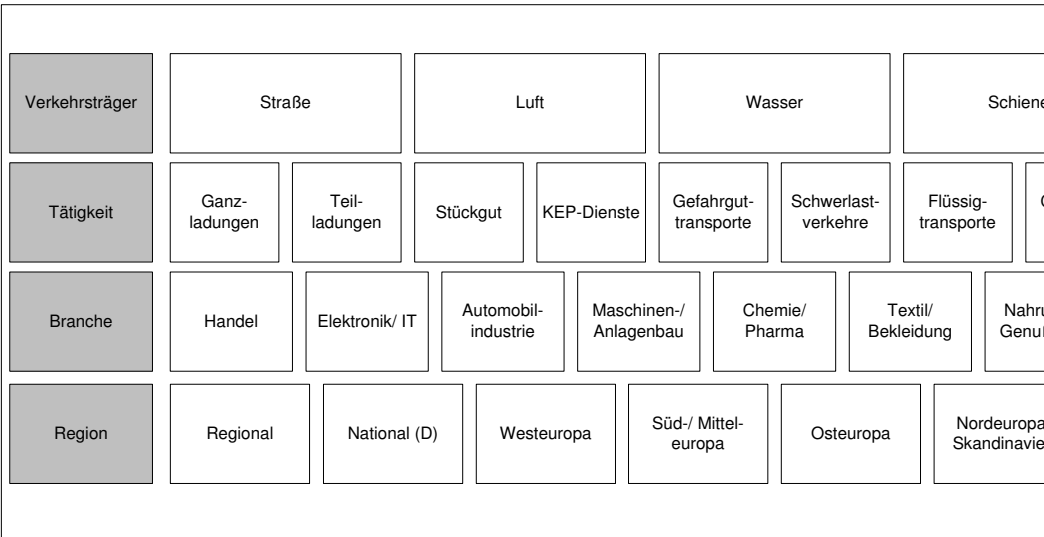 Verkehrsträger
Straße
Luft
Wasser
Schiene
Tätigkeit
Ganz-
ladungen
Teil-
ladungen
Stückgut
KEP-Dienste
Gefahrgut-
transporte
Schwerlast-
verkehre
Flüssig-
transporte
Branche
Handel
Elektronik/ IT
Automobil-
industrie
Maschinen-/
Anlagenbau
Chemie/
Pharma
Textil/
Bekleidung
Region
Regional
National (D)
Westeuropa
Süd-/ Mittel-
europa
Osteuropa
Nordeuropa